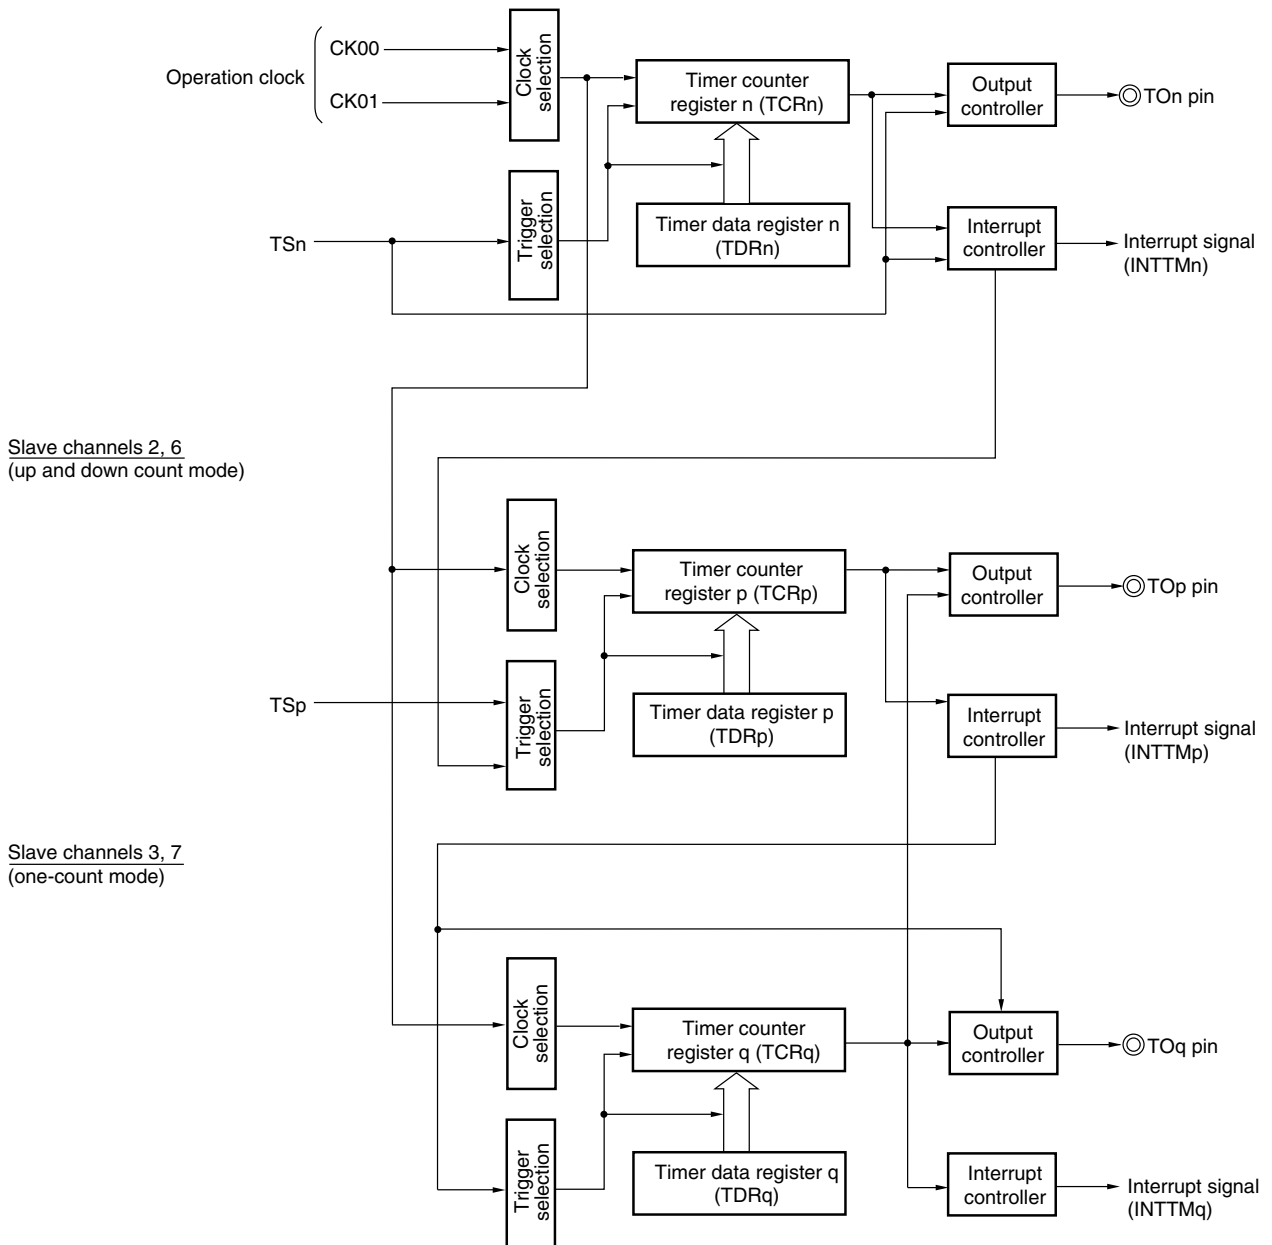 Operation clock
CK00
CK01
Clock
selection
Timer counter
register n (TCRn)
Output
controller
TOn pin
TSn
Trigger
selection
Timer data register n
(TDRn)
Interrupt
controller
Interrupt signal
(INTTMn)
Slave channels 2, 6
(up and down count mode)
Clock
selection
Timer counter
register p (TCRp)
Output
controller
TOp pin
TSp
Trigger
selection
Timer data register p
(TDRp)
Interrupt
controller
Interrupt signal
(INTTMp)
Slave channels 3, 7
(one-count mode)
Clock
selection
Timer counter
register q (TCRq)
Output
controller
TOq pin
Trigger
selection
Timer data register q
(TDRq)
Interrupt
controller
Interrupt signal
(INTTMq)